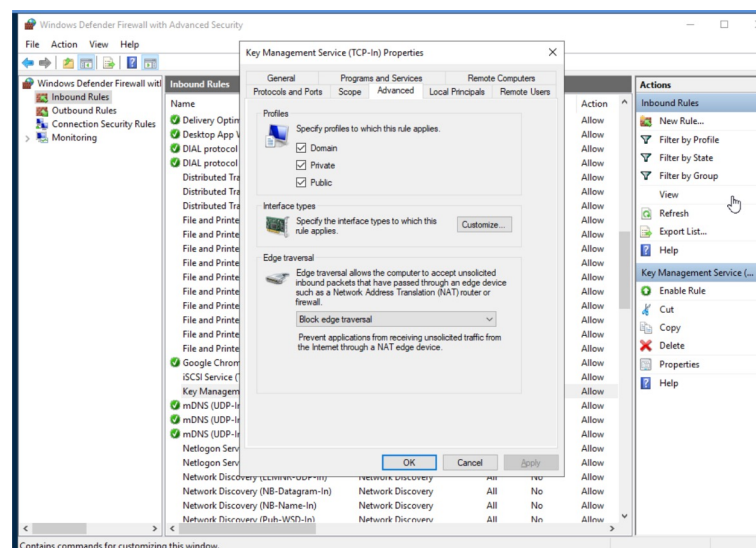 Windows Defender Firewall with Advanced Security
File Action View Help
Windows Defender Firewall witl
Inbound Rules
Outbound Rules
Connection Security Rules
Monitoring
Inbound Rules
Name
Action
Delivery Optim
Allow
Desktop App
Allow
DIAL protocol
Allow
DIAL protocol
Allow
Distributed Tra
Allow
Distributed Tra
Allow
Distributed Tra
Allow
File and Printe
Allow
File and Printe
Allow
File and Printe
Allow
File and Printe
Allow
File and Printe
Allow
File and Printe
Allow
File and Printe
Allow
File and Printe
Allow
File and Printe
Allow
File and Printe
Allow
Google Chrom
Allow
iSCSI Service (
Allow
Key Managem
Allow
mDNS (UDP-In
Allow
mDNS (UDP-In
Allow
mDNS (UDP-In
Allow
Netlogon Serv
Allow
Netlogon Serv
Allow
Network Discovery (LLMNR-UDP-In) Network Discovery All No Allow
Network Discovery (NB-Datagram-In) Network Discovery All No Allow
Network Discovery (NB-Name-In) Network Discovery All No Allow
Network Discovery (Pub-WSD-In) Network Discovery All No Allow
Key Management Service (TCP-In) Properties
General Programs and Services Remote Computers
Protocols and Ports Scope Advanced Local Principals Remote Users
Profiles
Specify profiles to which this rule applies.
Domain
Private
Public
Interface types
Specify the interface types to which this
rule applies.
Customize...
Edge traversal
Edge traversal allows the computer to accept unsolicited
inbound packets that have passed through an edge device
such as a Network Address Translation (NAT) router or
firewall.
Block edge traversal
Prevent applications from receiving unsolicited traffic from
the Internet through a NAT edge device.
OK Cancel Apply
Actions
Inbound Rules
New Rule...
Filter by Profile
Filter by State
Filter by Group
View
Refresh
Export List...
Help
Key Management Service (...
Enable Rule
Cut
Copy
Delete
Properties
Help
Contains commands for customizing this window.